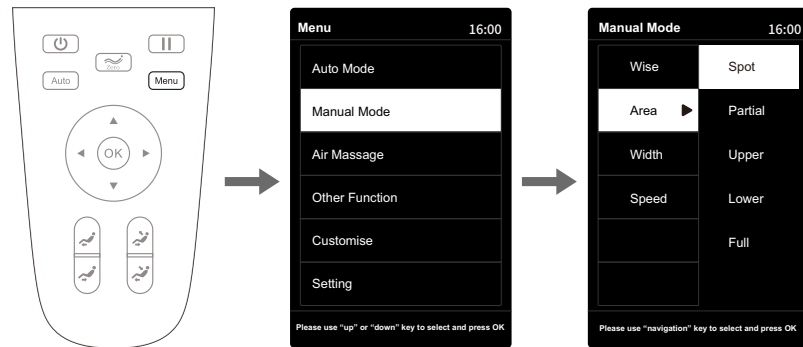 Zero
Auto
Menu
OK
Menu 16:00
Auto Mode
Manual Mode
Air Massage
Other Function
Customise
Setting
Please use “up” or “down” key to select and press OK
Manual Mode 16:00
Wise Spot
Area Partial
Width Upper
Speed Lower
Full
Please use “navigation” key to select and press OK